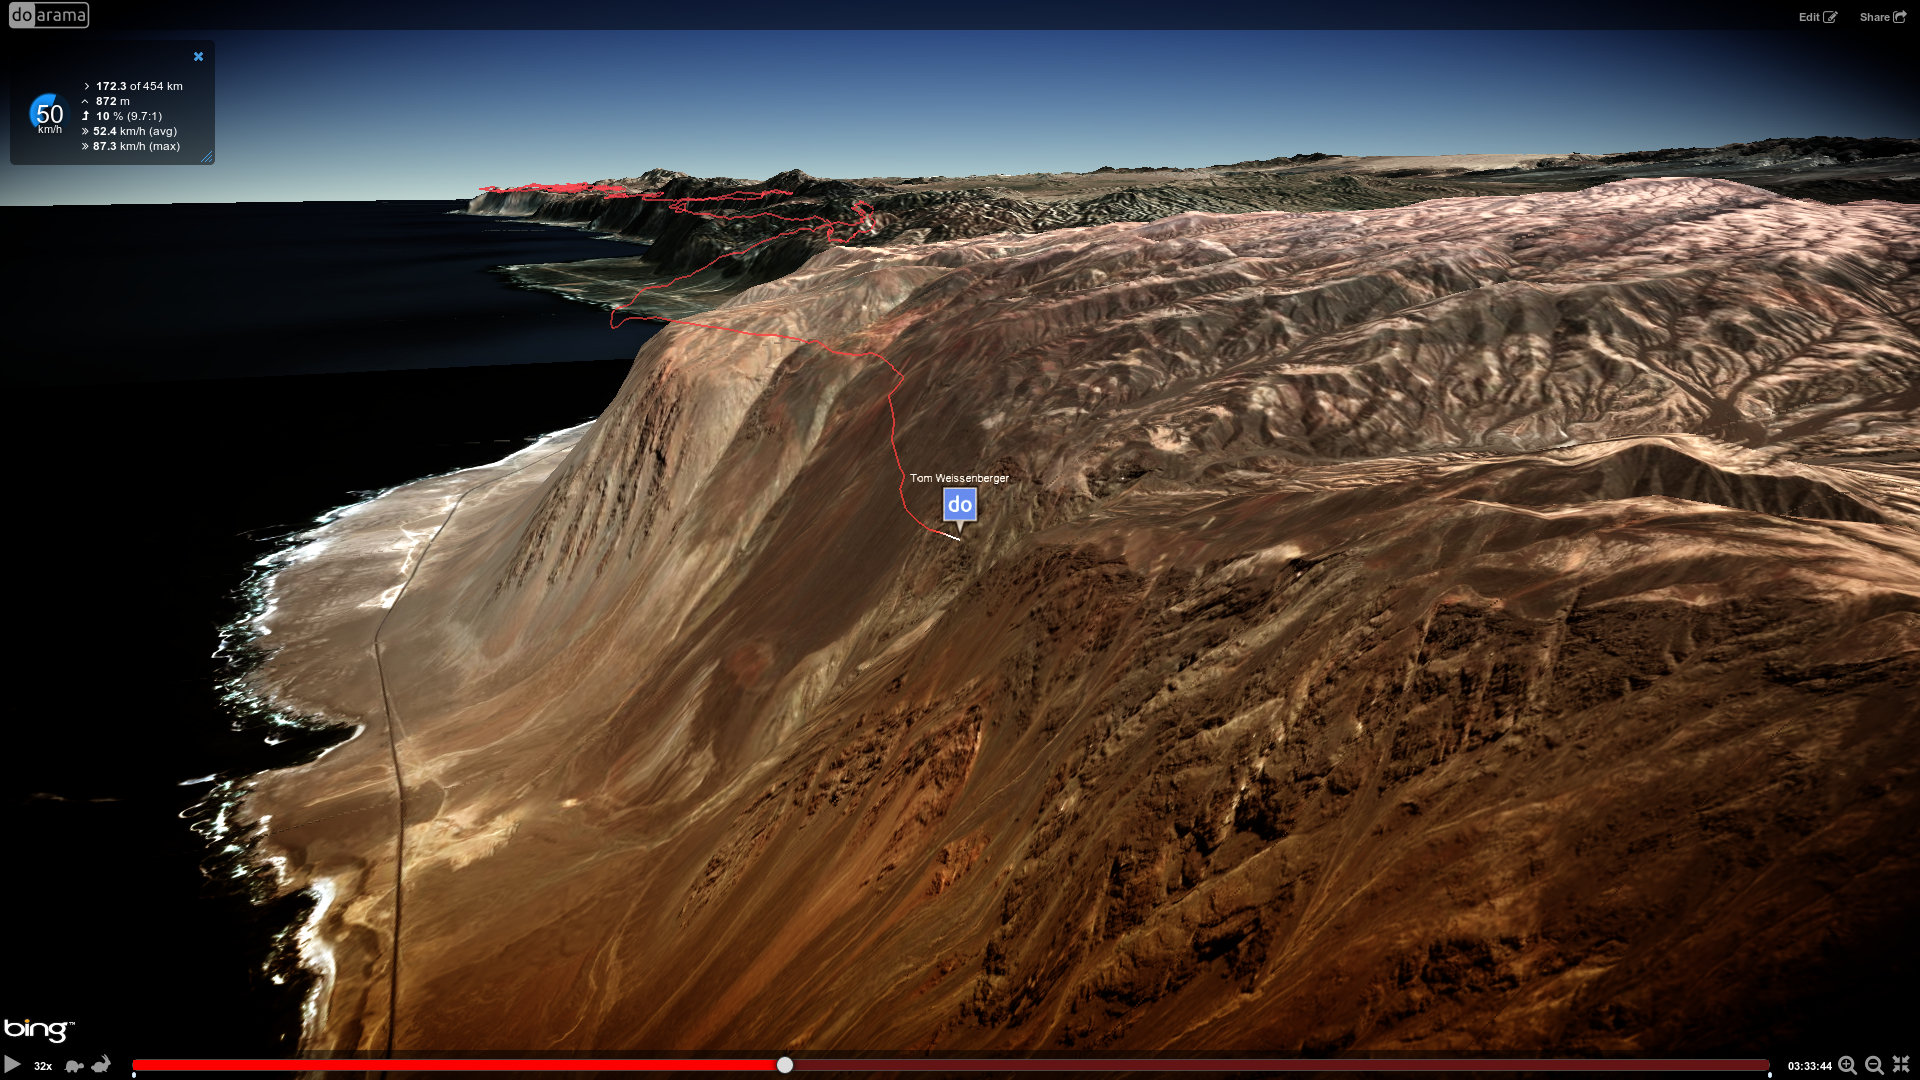 doarama
Edit
Share
172.3 of 454 km
872 m
50
km/h
10 % (9.7:1)
52.4 km/h (avg)
87.3 km/h (max)
Tom Weissenberger
do
bing™
32x
03:33:44